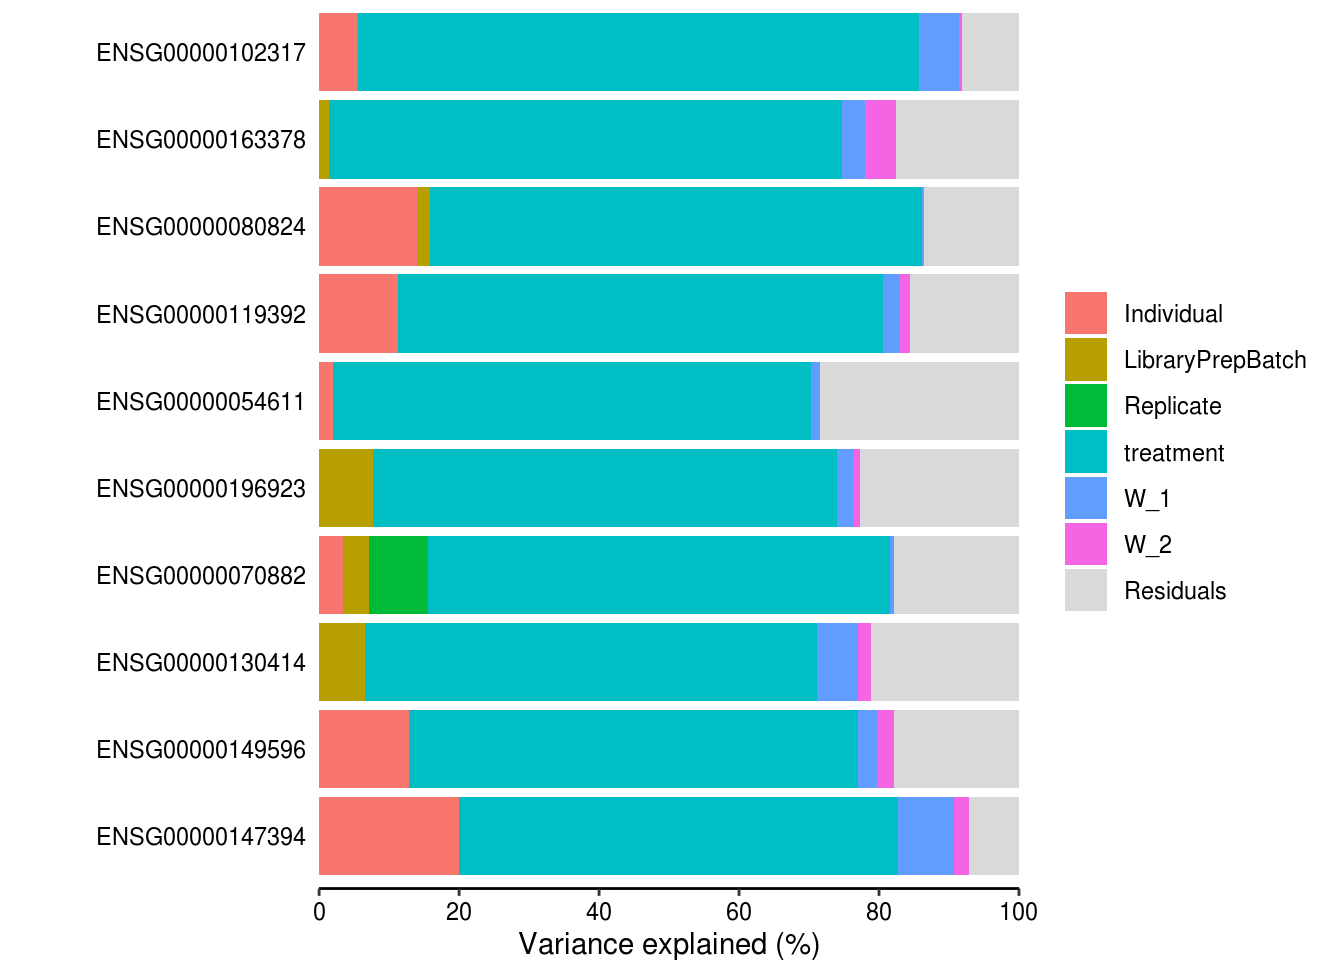 ENSG00000102317
ENSG00000163378
ENSG00000080824
ENSG00000119392
ENSG00000054611
ENSG00000196923
ENSG00000070882
ENSG00000130414
ENSG00000149596
ENSG00000147394
0 20 40 60 80 100
Variance explained (%)
Individual
LibraryPrepBatch
Replicate
treatment
W_1
W_2
Residuals